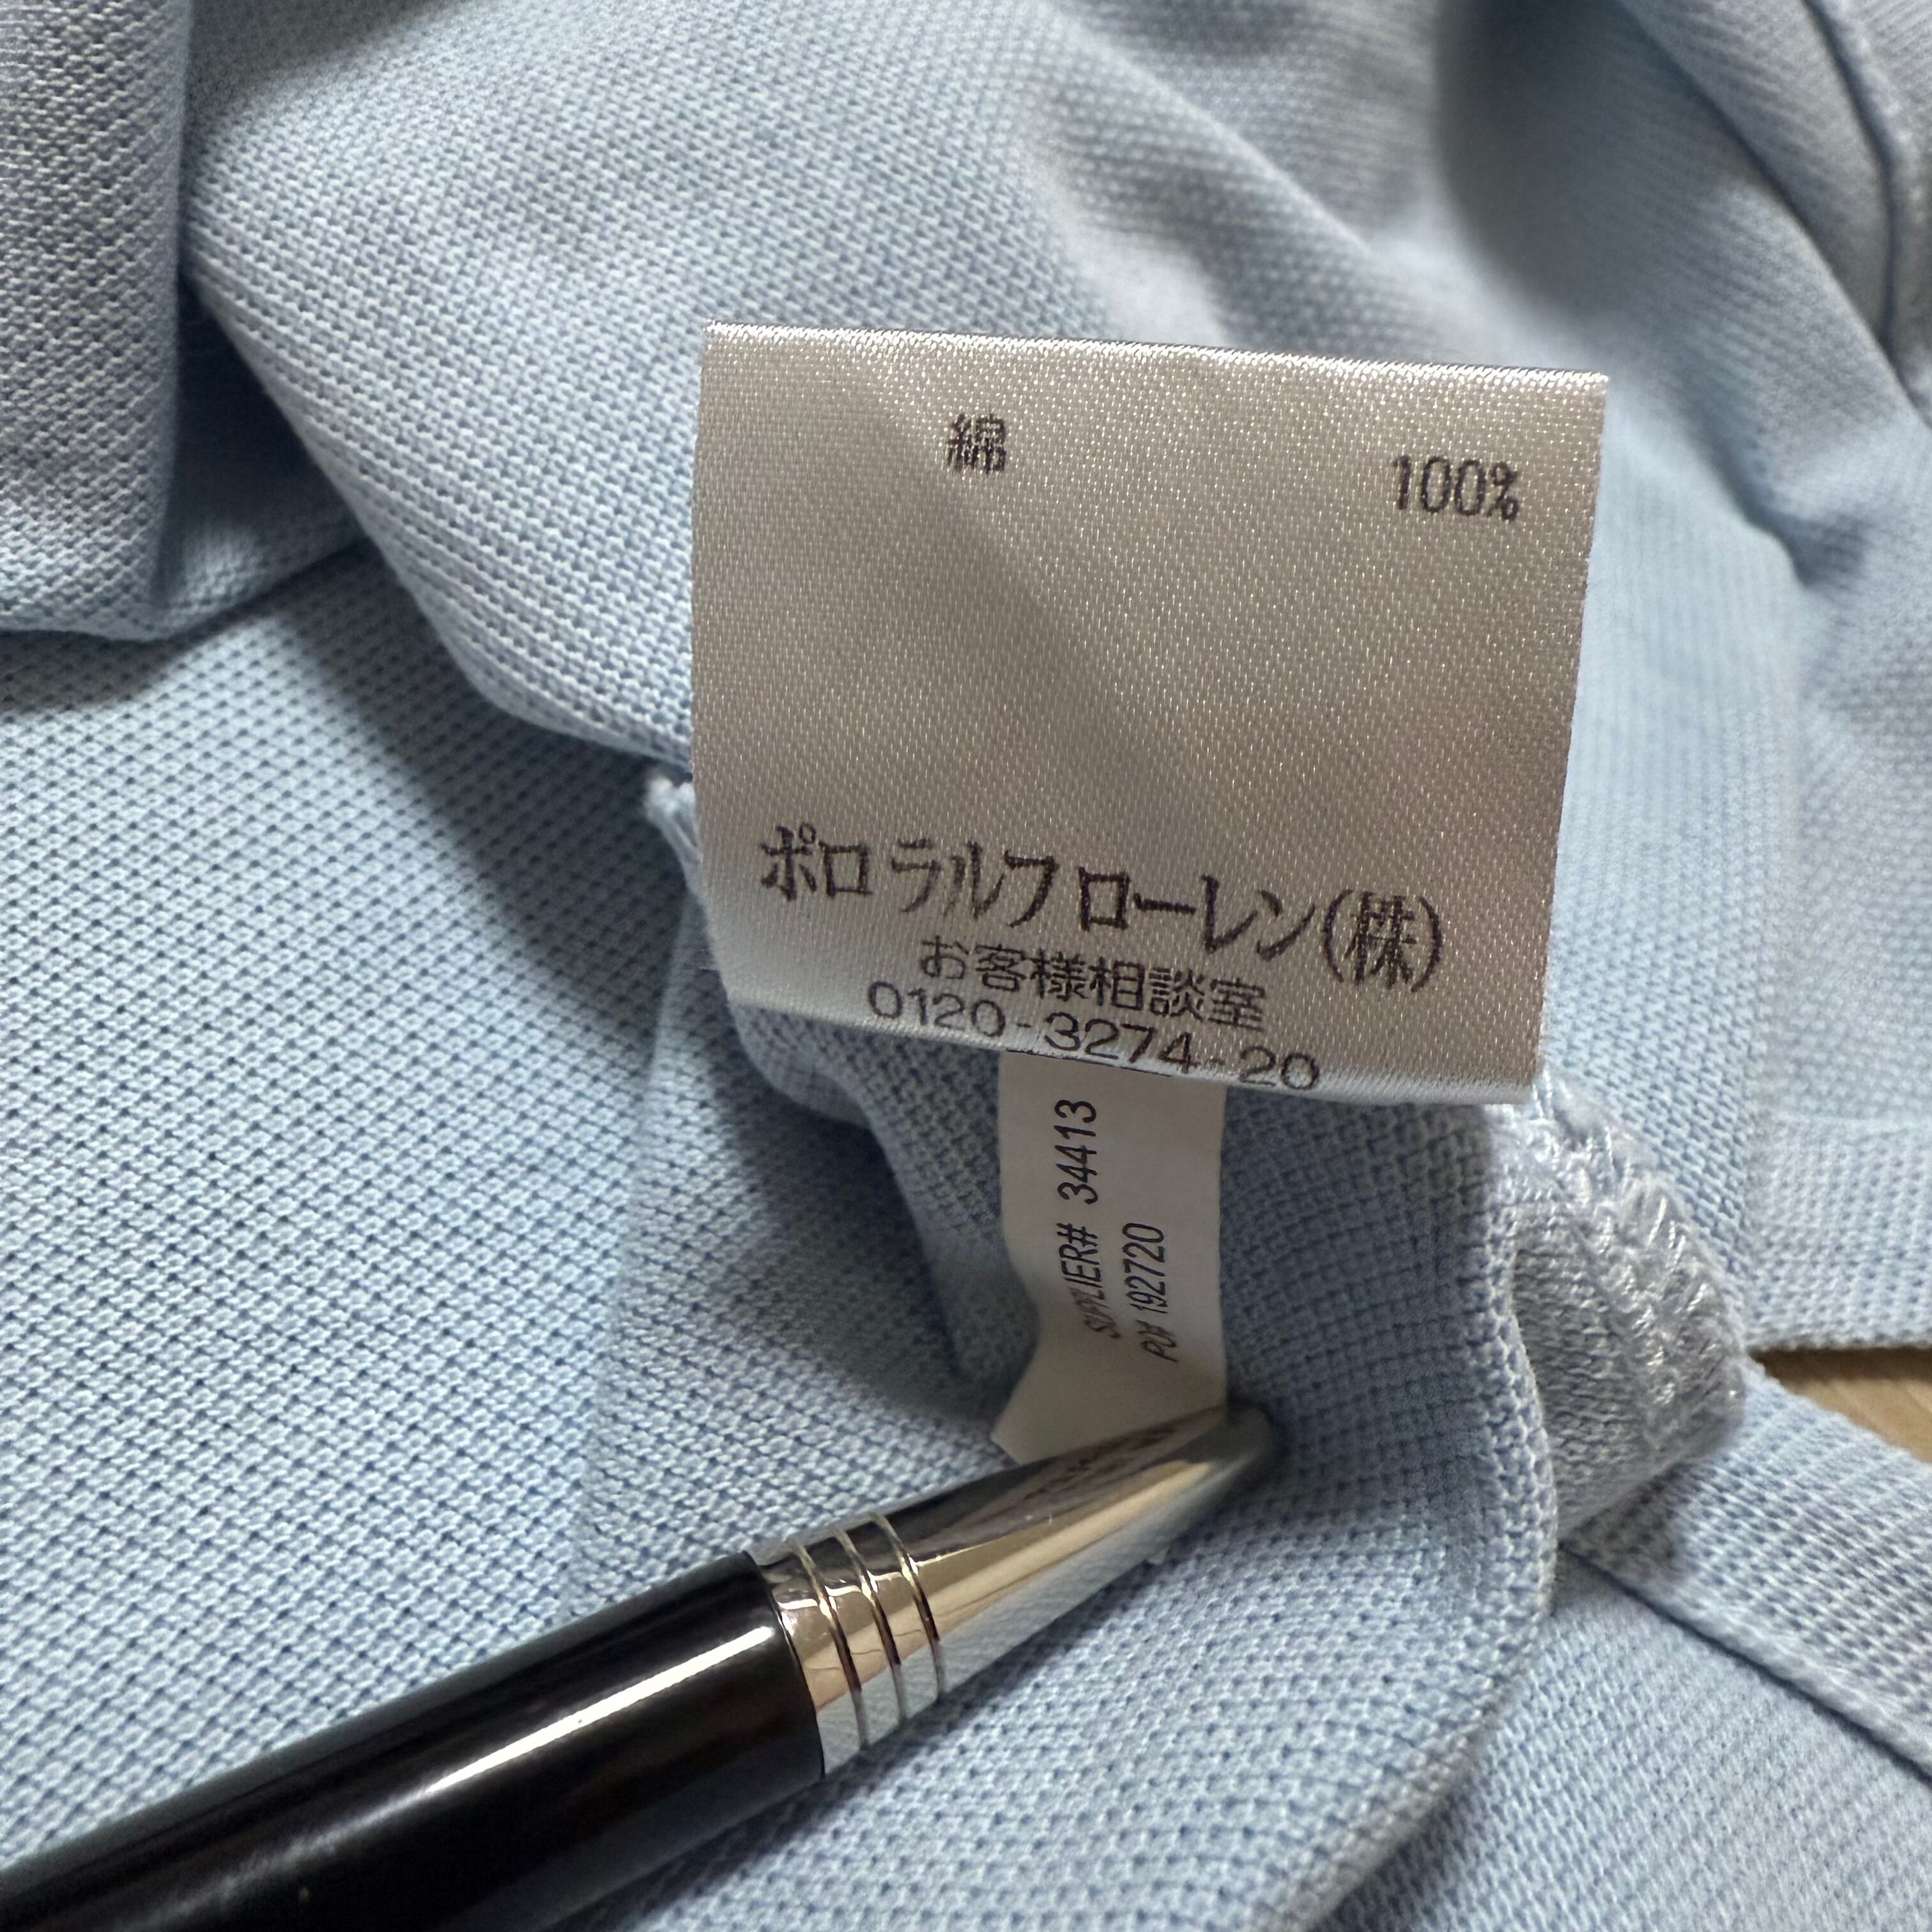 綿 100%
ポロ ラルフ ローレン(株)
お客様相談室
0120-3274-20
SUPPLIER# 34413
PO# 192720